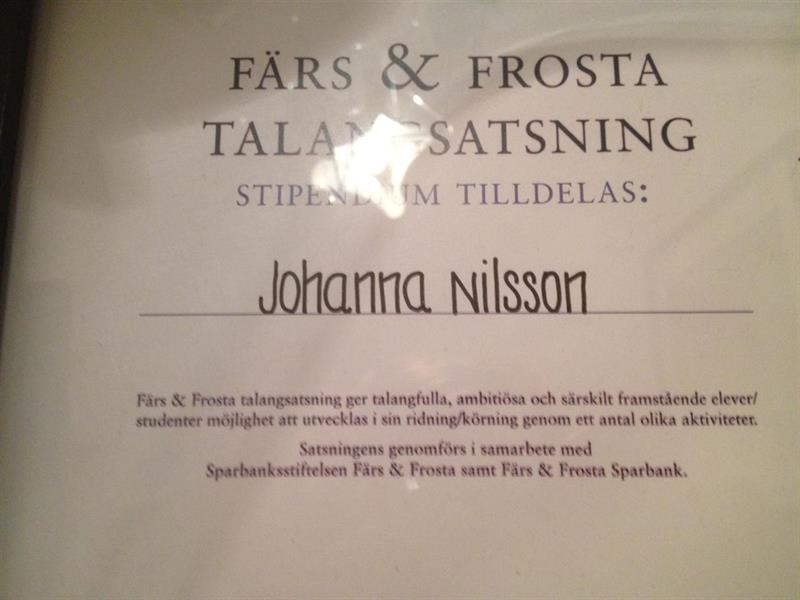 FÄRS & FROSTA
TALANGSATSNING
STIPENDIUM TILLDELAS:
Johanna Nilsson
Färs & Frosta talangsatsning ger talangfulla, ambitiösa och särskilt framstående elever/
studenter möjlighet att utvecklas i sin ridning/körning genom ett antal olika aktiviteter.
Satsningens genomförs i samarbete med
Sparbanksstiftelsen Färs & Frosta samt Färs & Frosta Sparbank.